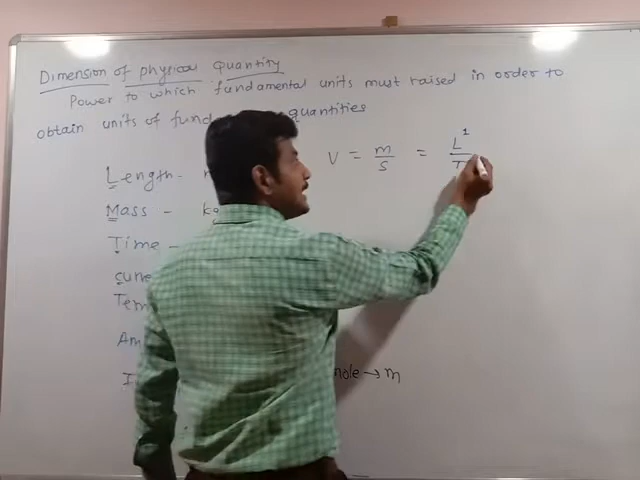 Dimension of physical Quantity
Power to which fundamental units must raised in order to
obtain units of fund quantities
V = m/s = L¹/T
Length -
Mass - kg
Time -
curre
Tem
Am
mole → m